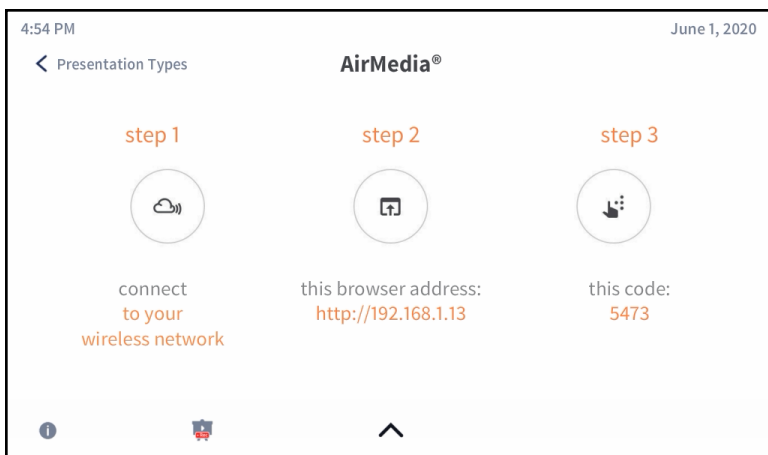 4:54 PM
June 1, 2020
Presentation Types
AirMedia®
step 1
step 2
step 3
connect
to your
wireless network
this browser address:
http://192.168.1.13
this code:
5473